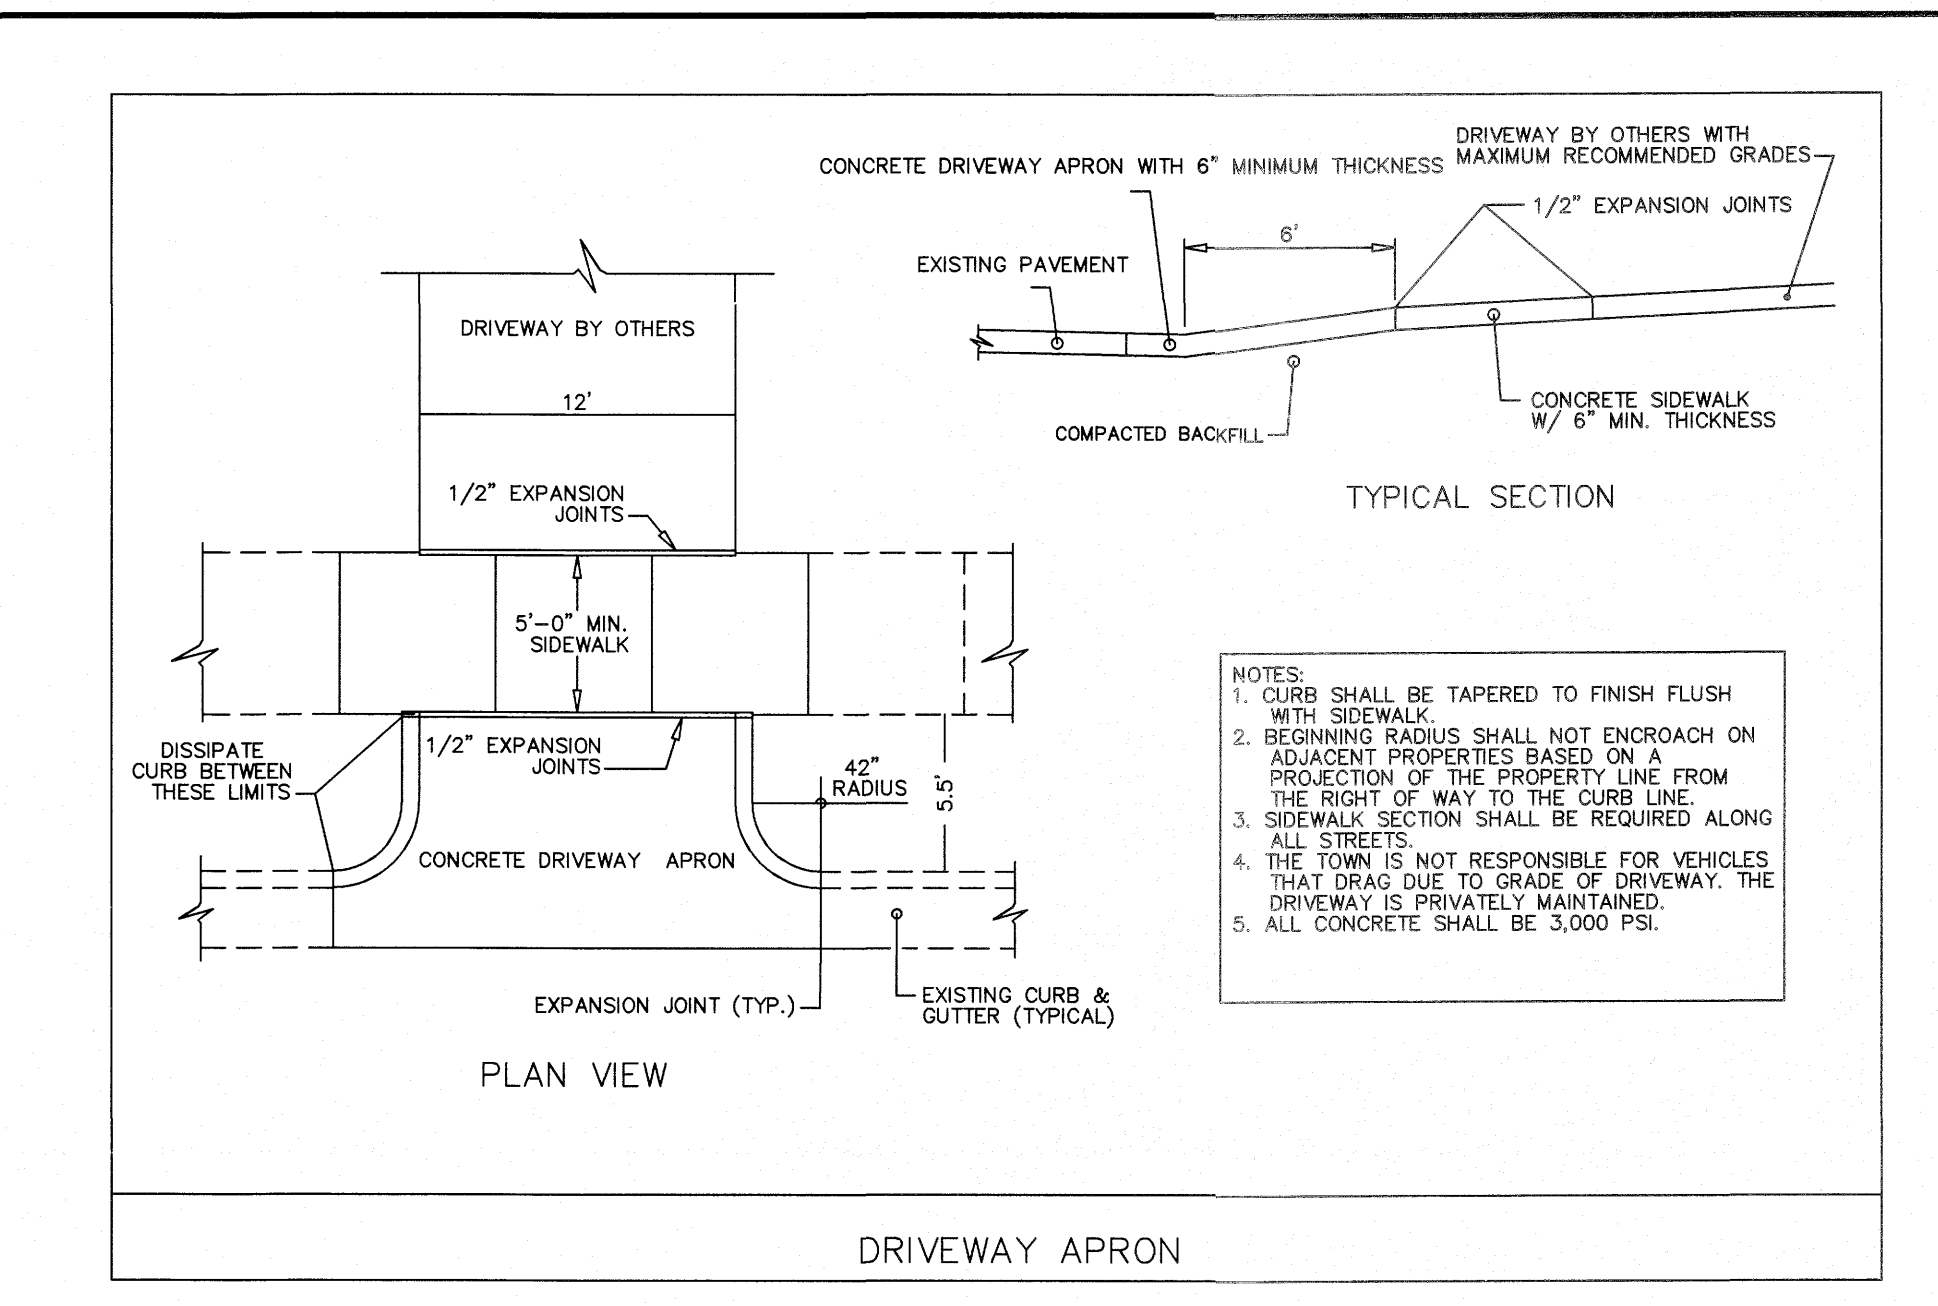 CONCRETE DRIVEWAY APRON WITH 6" MINIMUM THICKNESS
DRIVEWAY BY OTHERS WITH
MAXIMUM RECOMMENDED GRADES
1/2" EXPANSION JOINTS
6'
EXISTING PAVEMENT
CONCRETE SIDEWALK
W/ 6" MIN. THICKNESS
COMPACTED BACKFILL
TYPICAL SECTION
DRIVEWAY BY OTHERS
12'
1/2" EXPANSION
JOINTS
5'-0" MIN.
SIDEWALK
DISSIPATE
CURB BETWEEN
THESE LIMITS
1/2" EXPANSION
JOINTS
42"
RADIUS
5.5'
CONCRETE DRIVEWAY APRON
EXPANSION JOINT (TYP.)
EXISTING CURB &
GUTTER (TYPICAL)
PLAN VIEW
NOTES:
1. CURB SHALL BE TAPERED TO FINISH FLUSH
WITH SIDEWALK.
2. BEGINNING RADIUS SHALL NOT ENCROACH ON
ADJACENT PROPERTIES BASED ON A
PROJECTION OF THE PROPERTY LINE FROM
THE RIGHT OF WAY TO THE CURB LINE.
3. SIDEWALK SECTION SHALL BE REQUIRED ALONG
ALL STREETS.
4. THE TOWN IS NOT RESPONSIBLE FOR VEHICLES
THAT DRAG DUE TO GRADE OF DRIVEWAY. THE
DRIVEWAY IS PRIVATELY MAINTAINED.
5. ALL CONCRETE SHALL BE 3,000 PSI.
DRIVEWAY APRON